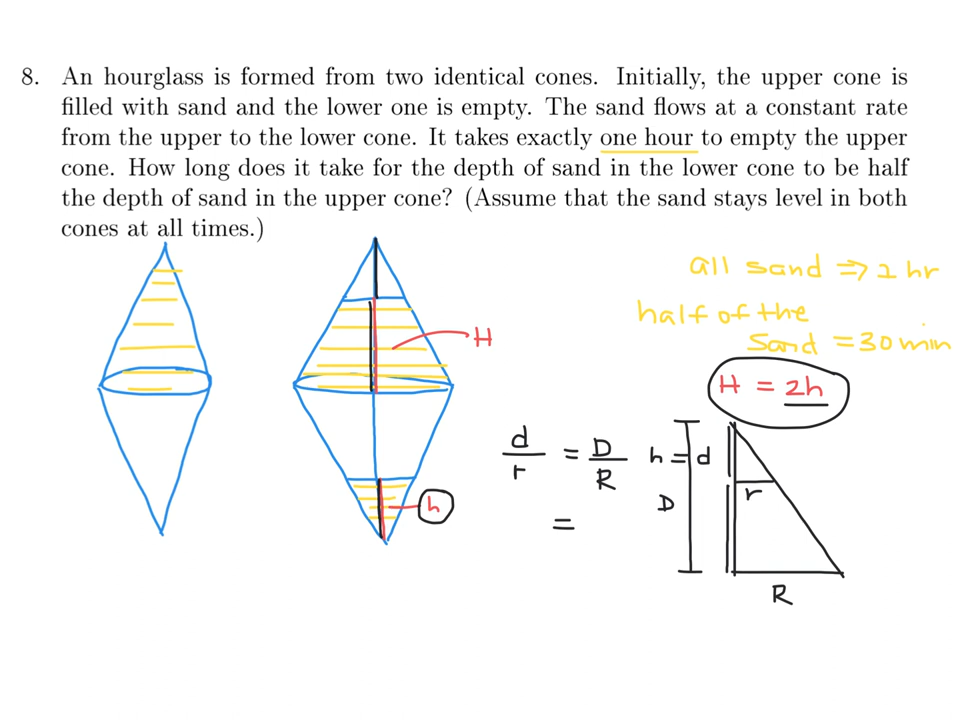 8. An hourglass is formed from two identical cones. Initially, the upper cone is
filled with sand and the lower one is empty. The sand flows at a constant rate
from the upper to the lower cone. It takes exactly one hour to empty the upper
cone. How long does it take for the depth of sand in the lower cone to be half
the depth of sand in the upper cone? (Assume that the sand stays level in both
cones at all times.)
all sand ⇒ 1 hr
half of the
sand = 30 min
H
H = 2h
d/r = D/R
h = d
D
r
h
=
R